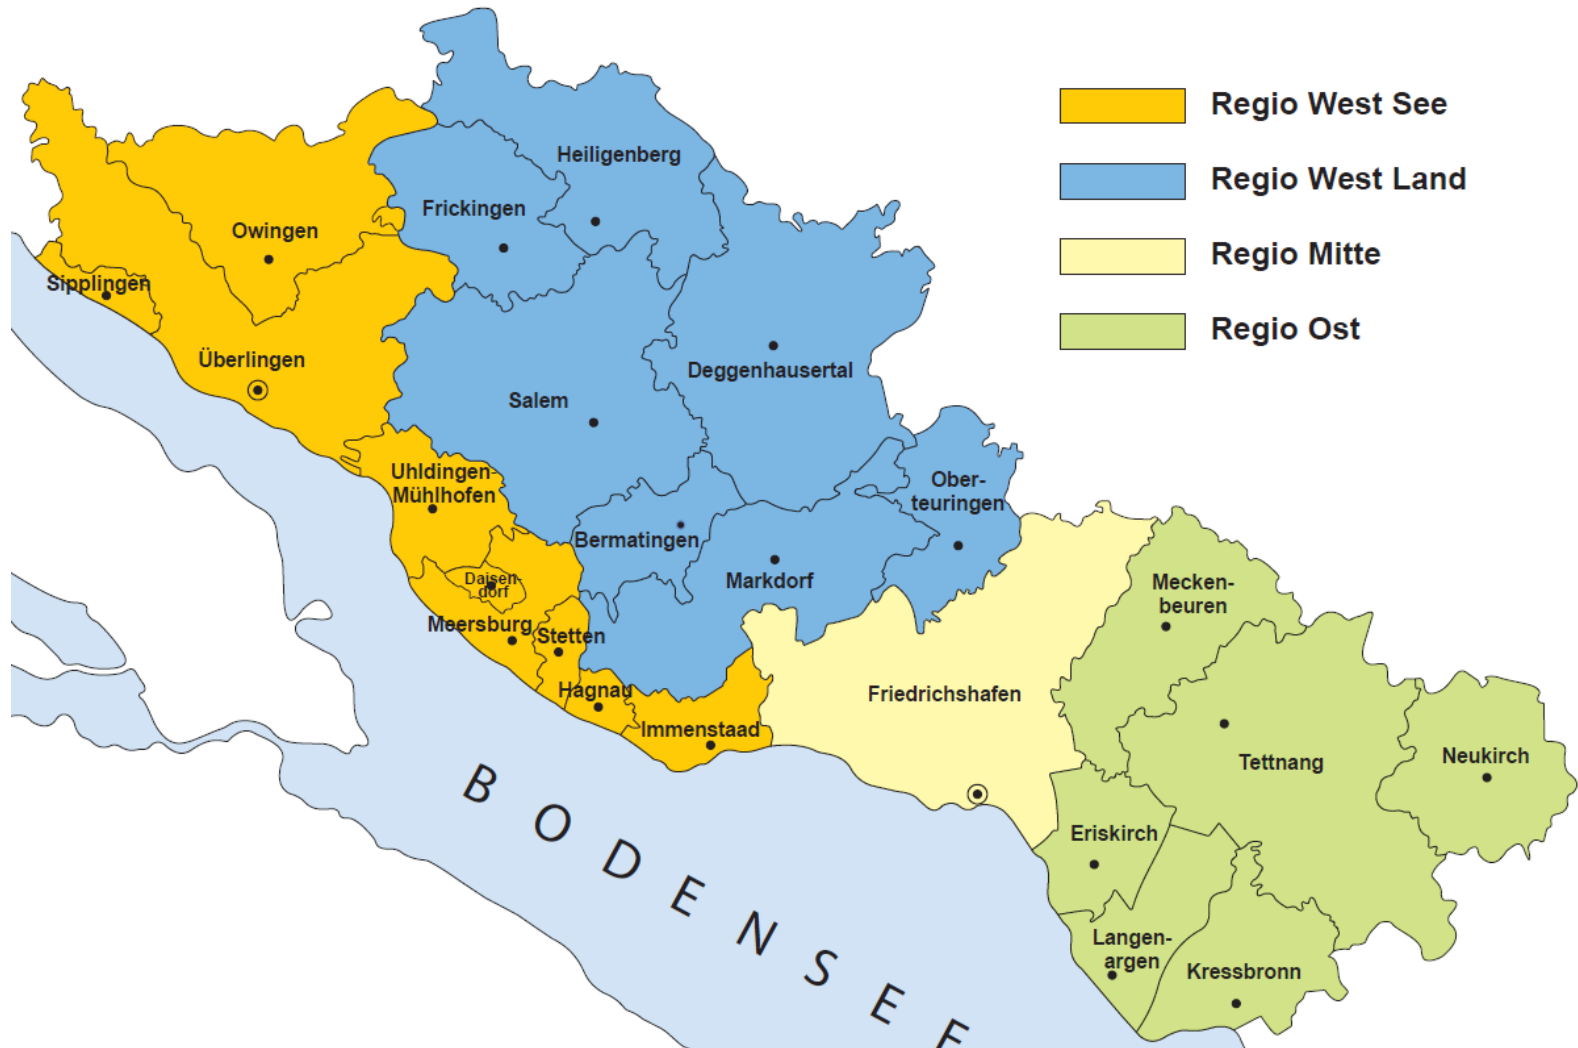 Regio West See
Regio West Land
Regio Mitte
Regio Ost
Heiligenberg
Frickingen
Owingen
Sipplingen
Überlingen
Deggenhausertal
Salem
Uhldingen-
Mühlhofen
Ober-
teuringen
Bermatingen
Markdorf
Daisen-
dorf
Meersburg
Stetten
Hagnau
Immenstaad
Friedrichshafen
Mecken-
beuren
Tettnang
Neukirch
Eriskirch
Langen-
argen
Kressbronn
BODENSEE